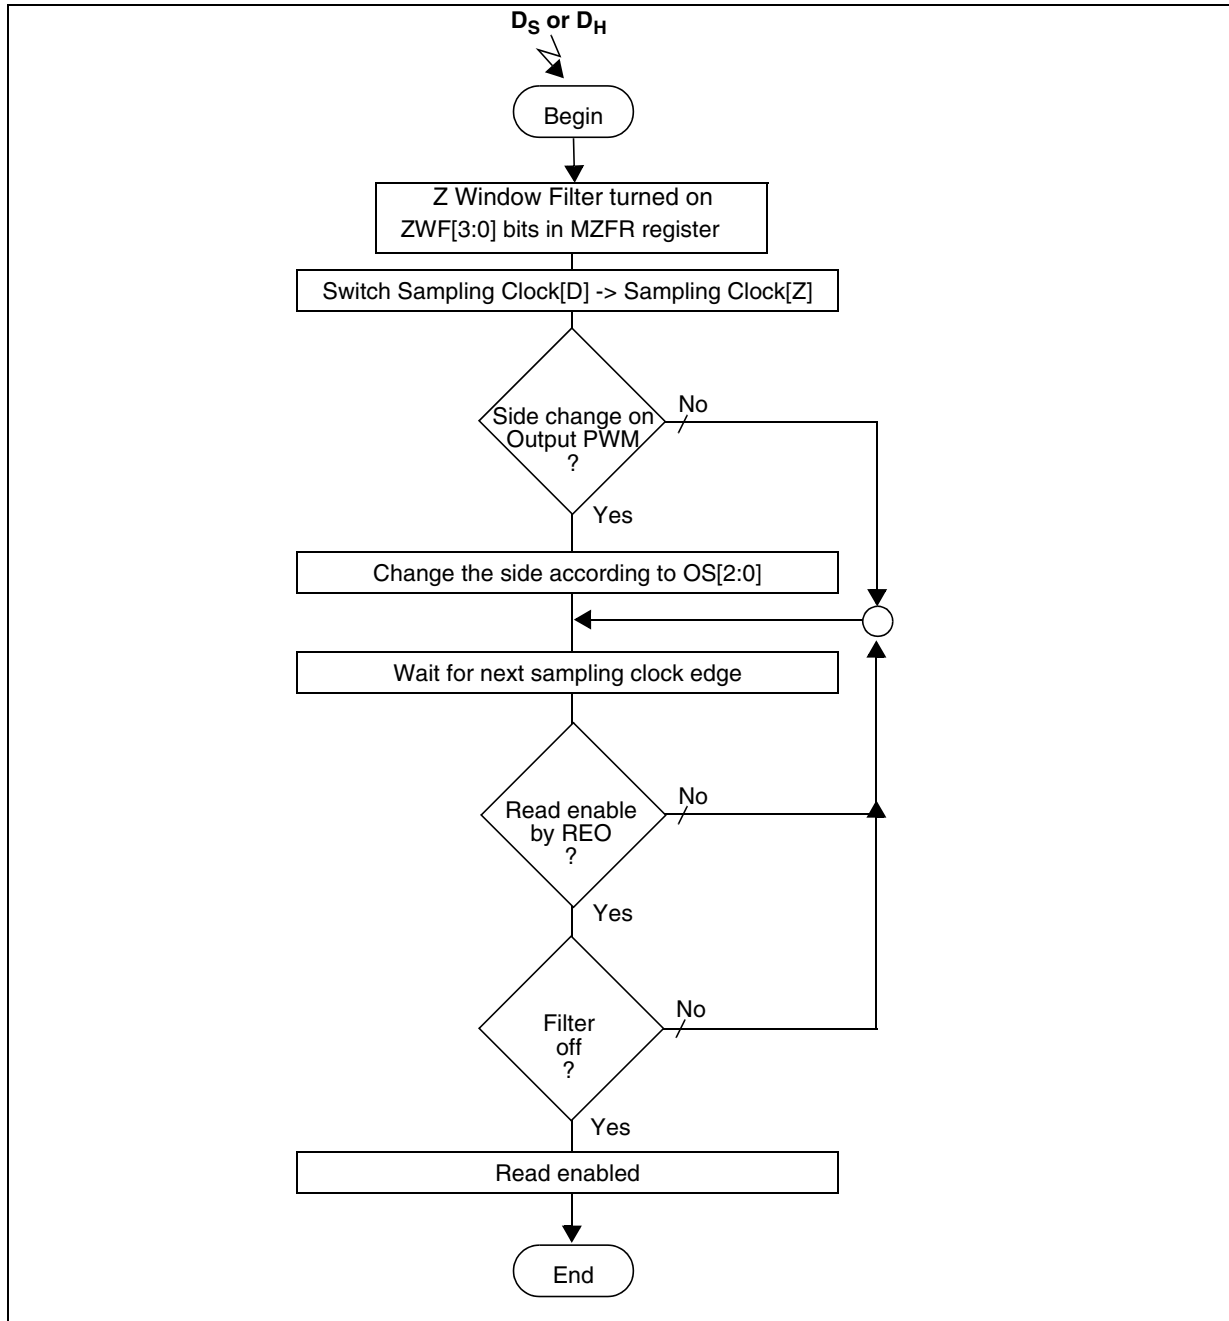 D_S or D_H
Begin
Z Window Filter turned on
ZWF[3:0] bits in MZFR register
Switch Sampling Clock[D] -> Sampling Clock[Z]
Side change on
Output PWM
?
No
Yes
Change the side according to OS[2:0]
Wait for next sampling clock edge
Read enable
by REO
?
No
Yes
Filter
off
?
No
Yes
Read enabled
End